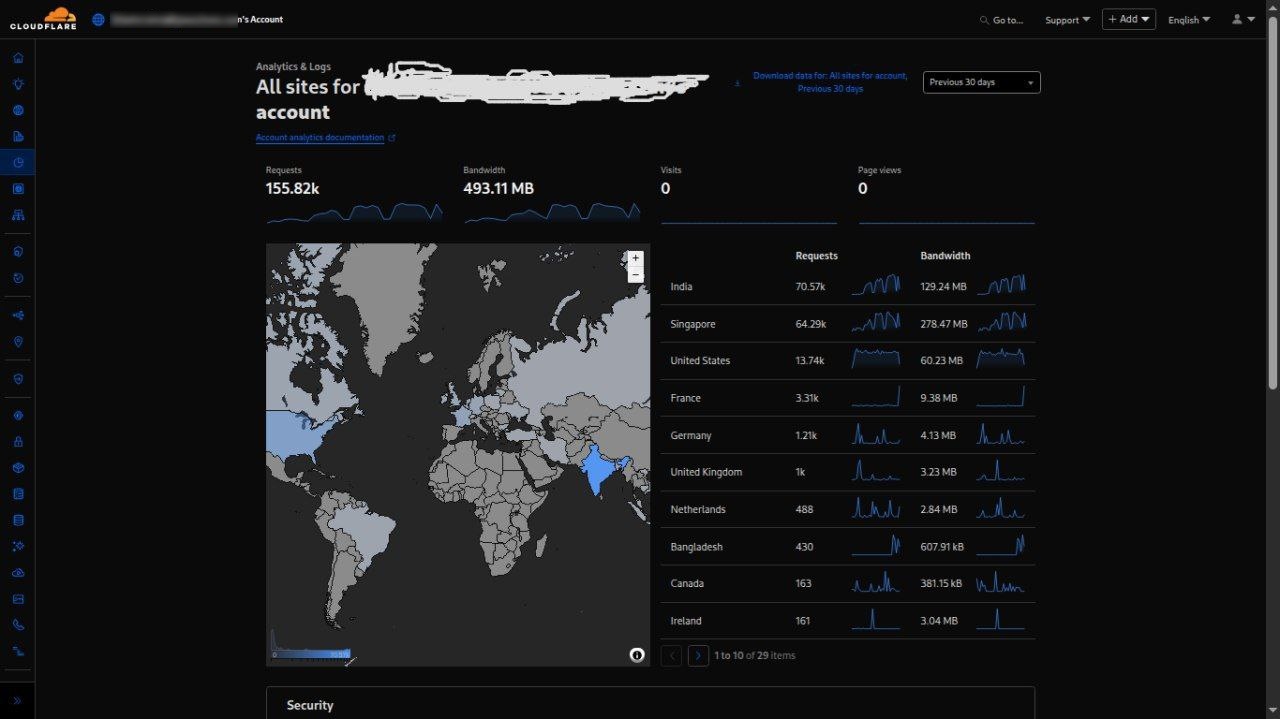 CLOUDFLARE
n's Account
Go to...
Support
+ Add
English
Analytics & Logs
All sites for
account
Account analytics documentation
Download data for: All sites for account,
Previous 30 days
Previous 30 days
Requests
155.82k
Bandwidth
493.11 MB
Visits
0
Page views
0
Requests Bandwidth
India 70.57k 129.24 MB
Singapore 64.29k 278.47 MB
United States 13.74k 60.23 MB
France 3.31k 9.38 MB
Germany 1.21k 4.13 MB
United Kingdom 1k 3.23 MB
Netherlands 488 2.84 MB
Bangladesh 430 607.91 kB
Canada 163 381.15 kB
Ireland 161 3.04 MB
+
−
0
1 to 10 of 29 items
Security